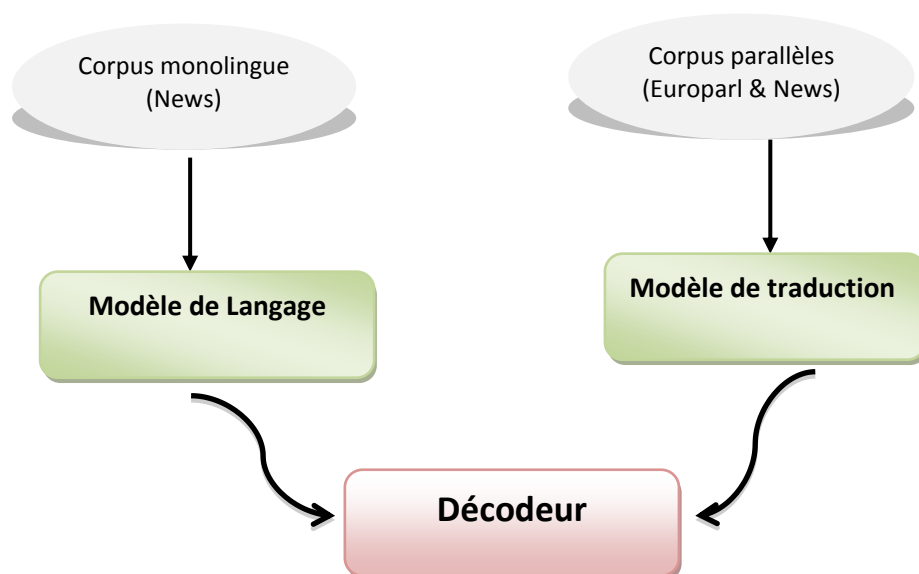 Corpus monolingue
(News)
Corpus parallèles
(Europarl & News)
Modèle de Langage
Modèle de traduction
Décodeur